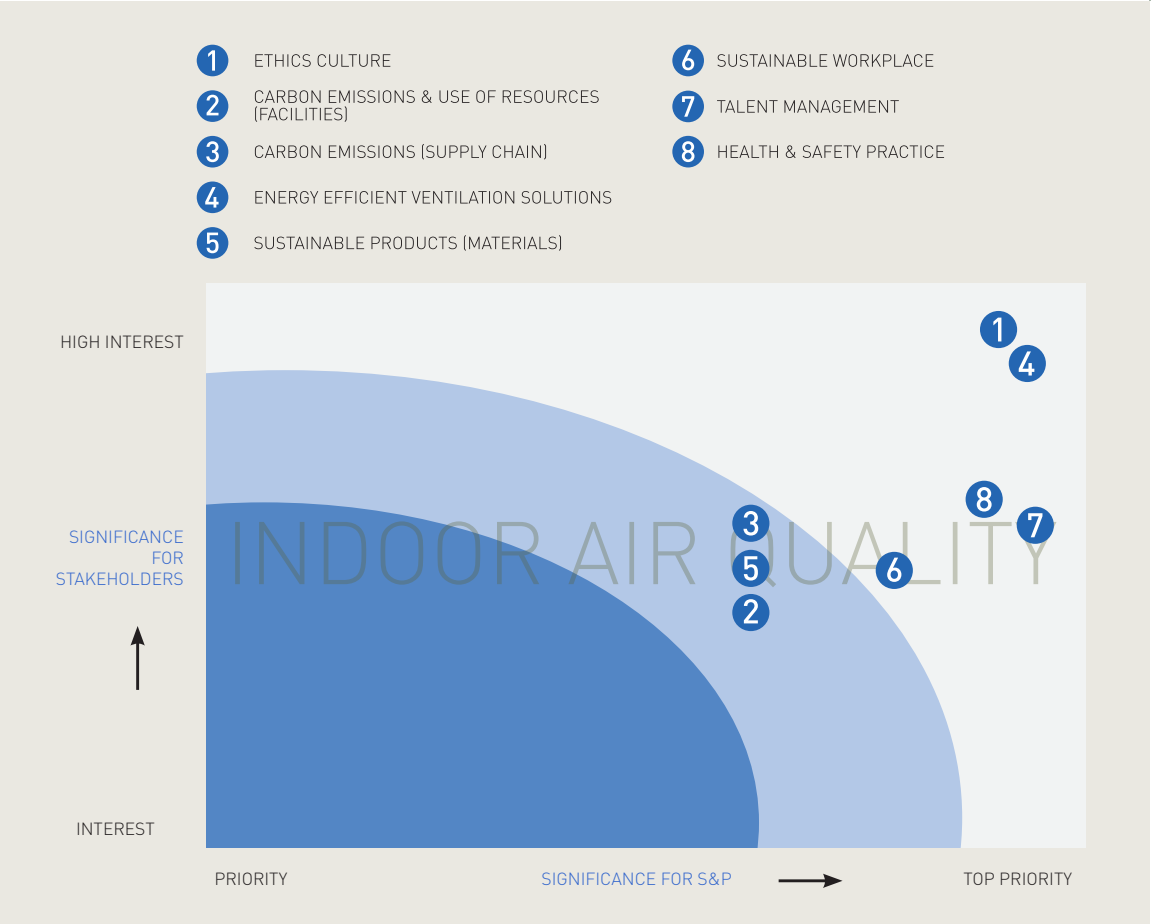 1 ETHICS CULTURE
2 CARBON EMISSIONS & USE OF RESOURCES
(FACILITIES)
3 CARBON EMISSIONS (SUPPLY CHAIN)
4 ENERGY EFFICIENT VENTILATION SOLUTIONS
5 SUSTAINABLE PRODUCTS (MATERIALS)
6 SUSTAINABLE WORKPLACE
7 TALENT MANAGEMENT
8 HEALTH & SAFETY PRACTICE
HIGH INTEREST
1
4
8
3
7
SIGNIFICANCE
FOR
STAKEHOLDERS
INDOOR AIR QUALITY
5
6
2
INTEREST
PRIORITY
SIGNIFICANCE FOR S&P
TOP PRIORITY